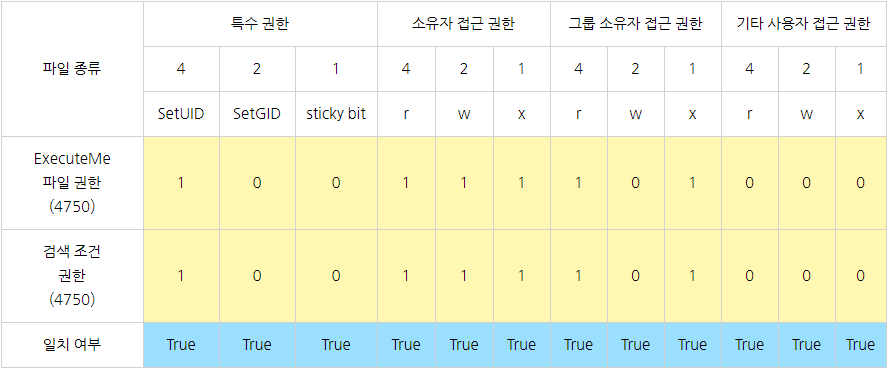 파일 종류 특수 권한 소유자 접근 권한 그룹 소유자 접근 권한 기타 사용자 접근 권한
4 2 1 4 2 1 4 2 1 4 2 1
SetUID SetGID sticky bit r w x r w x r w x
ExecuteMe
파일 권한
(4750)
1 0 0 1 1 1 1 0 1 0 0 0
검색 조건
권한
(4750)
1 0 0 1 1 1 1 0 1 0 0 0
일치 여부 True True True True True True True True True True True True